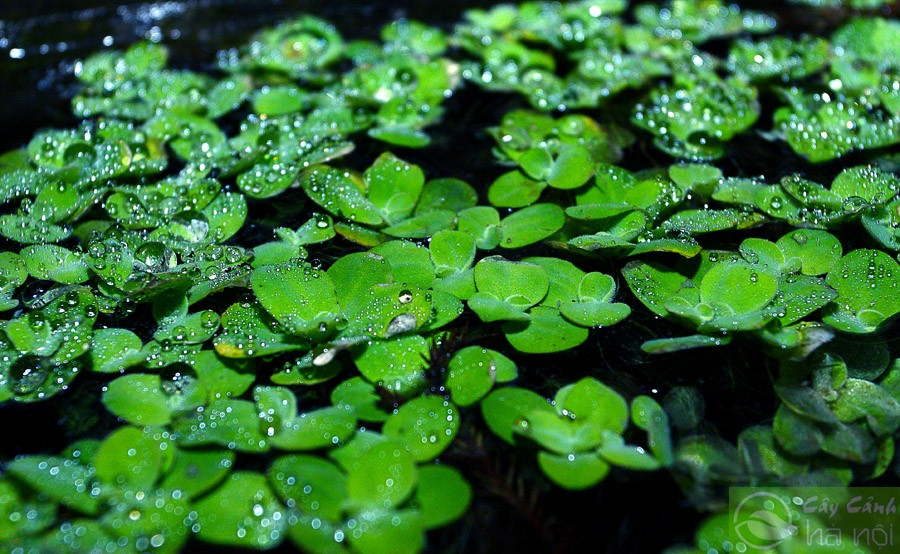 Cây Cảnh
hà nội